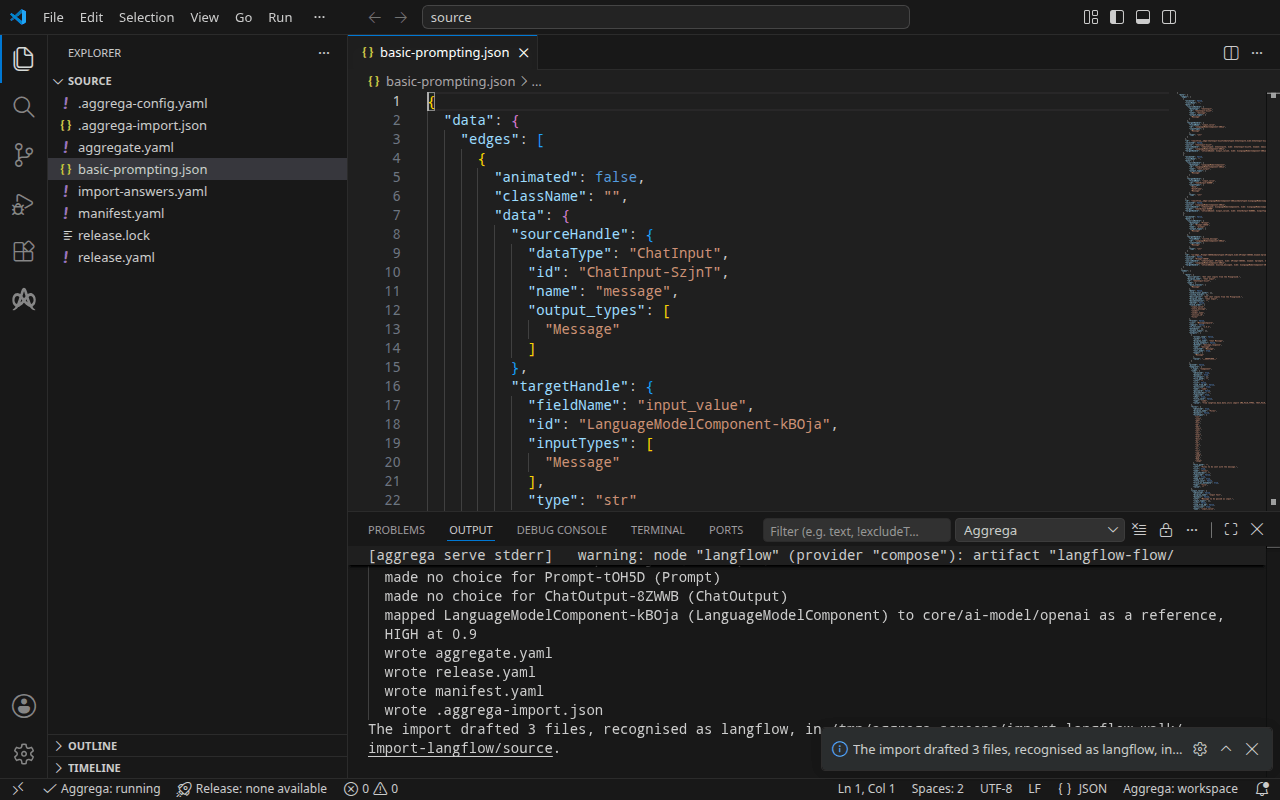 File Edit Selection View Go Run ...
source
EXPLORER
SOURCE
.aggrega-config.yaml
.aggrega-import.json
aggregate.yaml
basic-prompting.json
import-answers.yaml
manifest.yaml
release.lock
release.yaml
OUTLINE
TIMELINE
basic-prompting.json
basic-prompting.json > ...
1 {
2 "data": {
3 "edges": [
4 {
5 "animated": false,
6 "className": "",
7 "data": {
8 "sourceHandle": {
9 "dataType": "ChatInput",
10 "id": "ChatInput-SzjnT",
11 "name": "message",
12 "output_types": [
13 "Message"
14 ]
15 },
16 "targetHandle": {
17 "fieldName": "input_value",
18 "id": "LanguageModelComponent-kBOja",
19 "inputTypes": [
20 "Message"
21 ],
22 "type": "str"
PROBLEMS OUTPUT DEBUG CONSOLE TERMINAL PORTS Filter (e.g. text, !excludeT... Aggrega
[aggrega serve stderr] warning: node "langflow" (provider "compose"): artifact "langflow-flow/
made no choice for Prompt-tOH5D (Prompt)
made no choice for ChatOutput-8ZWWB (ChatOutput)
mapped LanguageModelComponent-kBOja (LanguageModelComponent) to core/ai-model/openai as a reference,
HIGH at 0.9
wrote aggregate.yaml
wrote release.yaml
wrote manifest.yaml
wrote .aggrega-import.json
The import drafted 3 files, recognised as langflow, in /tmp/aggrega-screens/import-langflow-walk/
import-langflow/source.
The import drafted 3 files, recognised as langflow, in...
Aggrega: running Release: none available 0 0 Ln 1, Col 1 Spaces: 2 UTF-8 LF { } JSON Aggrega: workspace